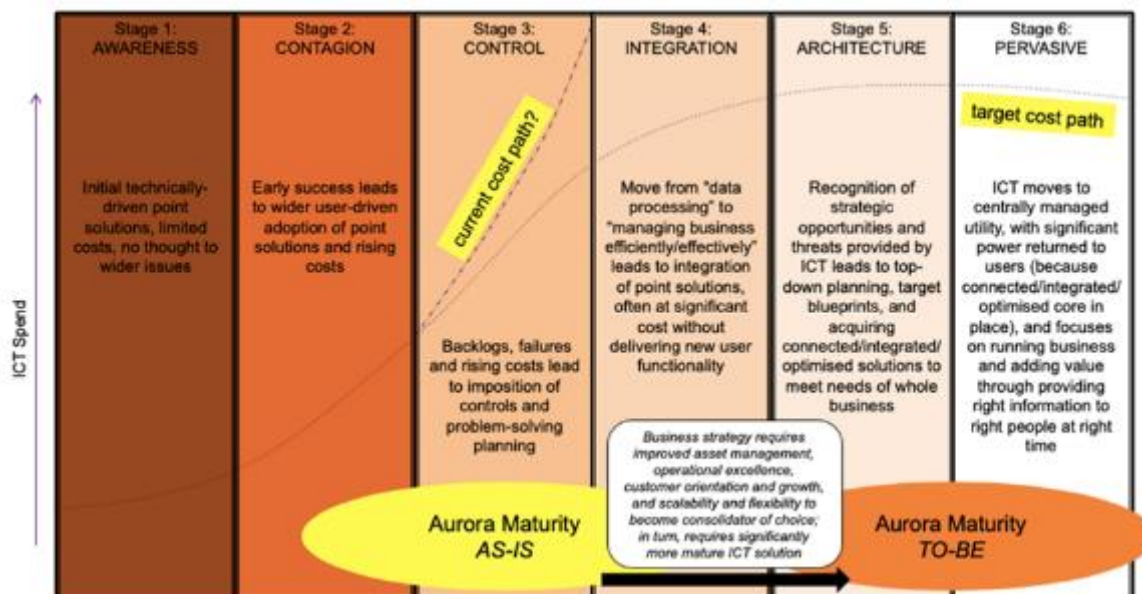 Stage 1:
AWARENESS
Stage 2:
CONTAGION
Stage 3:
CONTROL
Stage 4:
INTEGRATION
Stage 5:
ARCHITECTURE
Stage 6:
PERVASIVE
ICT Spend
current cost path?
target cost path
Initial technically-
driven point
solutions, limited
costs, no thought to
wider issues
Early success leads
to wider user-driven
adoption of point
solutions and rising
costs
Backlogs, failures
and rising costs lead
to imposition of
controls and
problem-solving
planning
Move from "data
processing" to
"managing business
efficiently/effectively"
leads to integration
of point solutions,
often at significant
cost without
delivering new user
functionality
Recognition of
strategic
opportunities and
threats provided by
ICT leads to top-
down planning, target
blueprints, and
acquiring
connected/integrated/
optimised solutions to
meet needs of whole
business
ICT moves to
centrally managed
utility, with significant
power returned to
users (because
connected/integrated/
optimised core in
place), and focuses
on running business
and adding value
through providing
right information to
right people at right
time
Aurora Maturity
AS-IS
Business strategy requires
improved asset management,
operational excellence,
customer orientation and growth,
and scalability and flexibility to
become consolidator of choice;
in turn, requires significantly
more mature ICT solution
Aurora Maturity
TO-BE